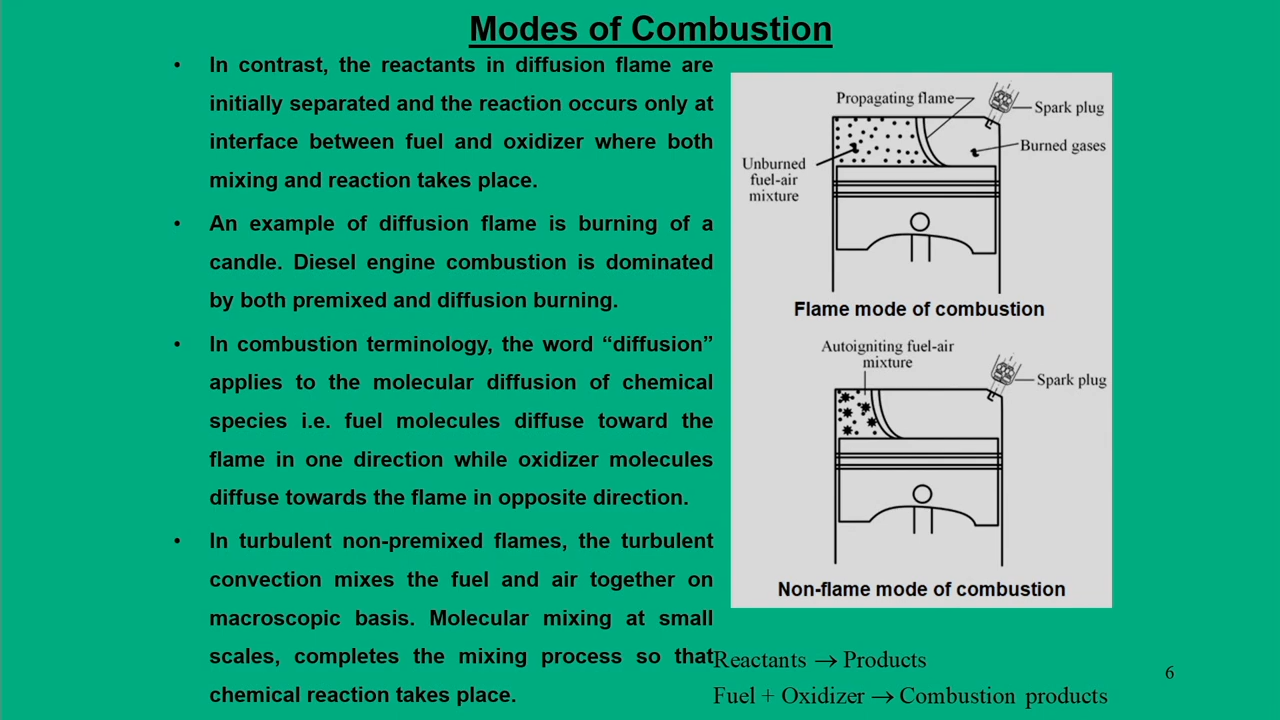 Modes of Combustion
• In contrast, the reactants in diffusion flame are
initially separated and the reaction occurs only at
interface between fuel and oxidizer where both
mixing and reaction takes place.
• An example of diffusion flame is burning of a
candle. Diesel engine combustion is dominated
by both premixed and diffusion burning.
• In combustion terminology, the word “diffusion”
applies to the molecular diffusion of chemical
species i.e. fuel molecules diffuse toward the
flame in one direction while oxidizer molecules
diffuse towards the flame in opposite direction.
• In turbulent non-premixed flames, the turbulent
convection mixes the fuel and air together on
macroscopic basis. Molecular mixing at small
scales, completes the mixing process so that
chemical reaction takes place.
Propagating flame
Spark plug
Burned gases
Unburned
fuel-air
mixture
Flame mode of combustion
Autoigniting fuel-air
mixture
Spark plug
Non-flame mode of combustion
Reactants → Products
Fuel + Oxidizer → Combustion products
6